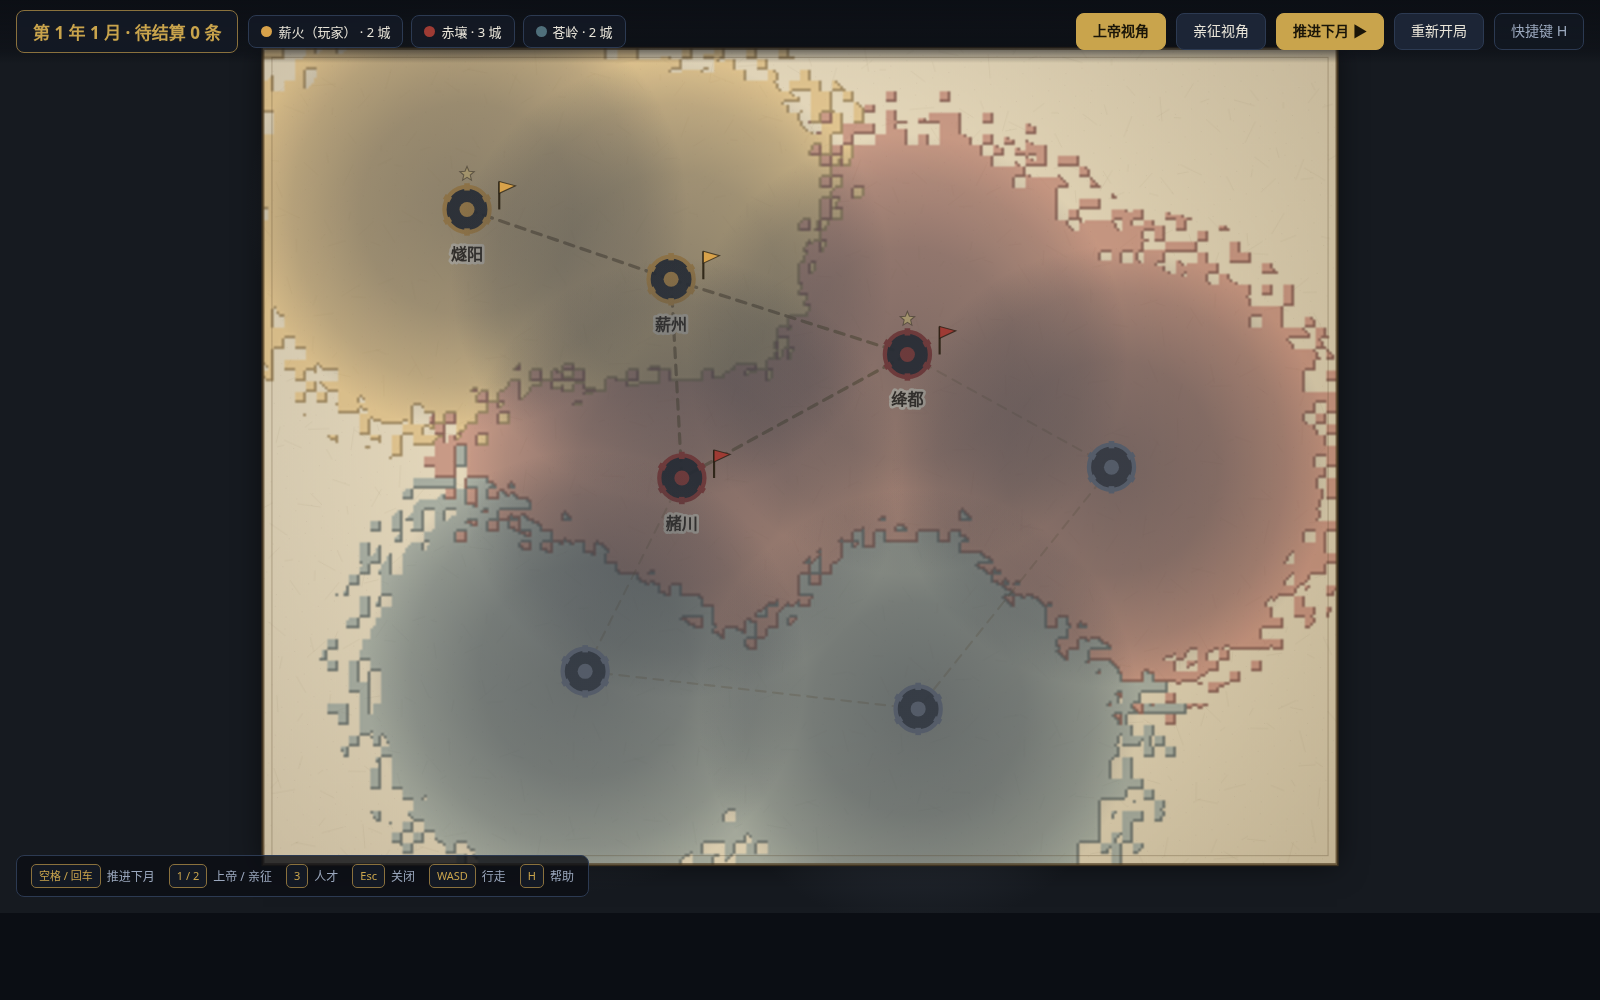 第 1 年 1 月 · 待结算 0 条
薪火（玩家） · 2 城
赤壤 · 3 城
苍岭 · 2 城
上帝视角
亲征视角
推进下月 ▶
重新开局
快捷键 H
燧阳
薪州
绛都
赭川
空格 / 回车 推进下月 1 / 2 上帝 / 亲征 3 人才 Esc 关闭 WASD 行走 H 帮助